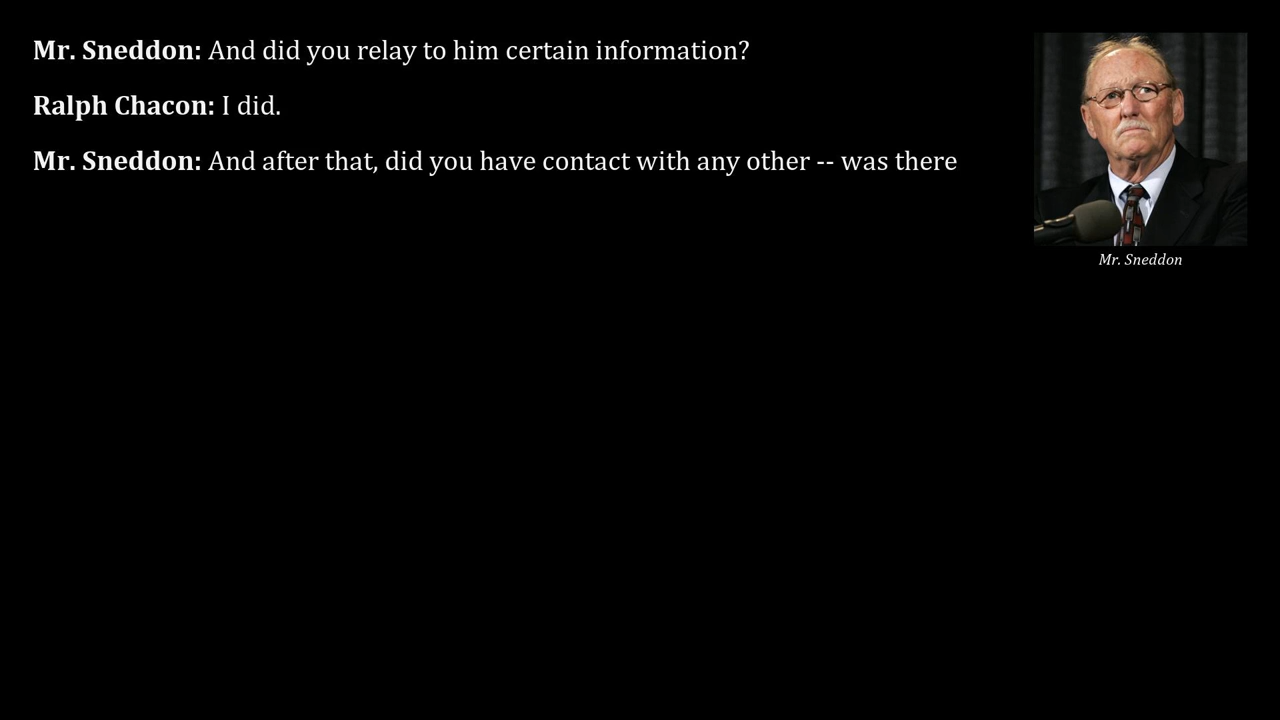 Mr. Sneddon: And did you relay to him certain information?
Ralph Chacon: I did.
Mr. Sneddon: And after that, did you have contact with any other -- was there
Mr. Sneddon